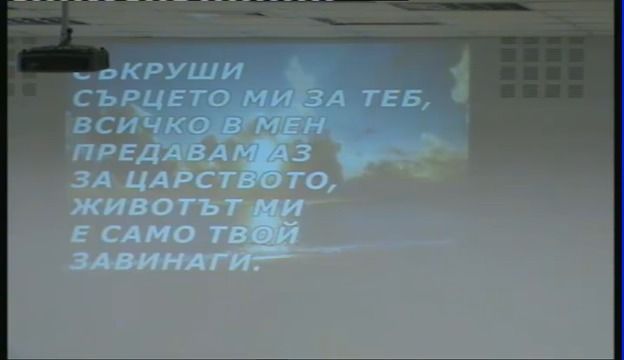 СЪКРУШИ
СЪРЦЕТО МИ ЗА ТЕБ,
ВСИЧКО В МЕН
ПРЕДАВАМ АЗ
ЗА ЦАРСТВОТО,
ЖИВОТЪТ МИ
Е САМО ТВОЙ
ЗАВИНАГИ.